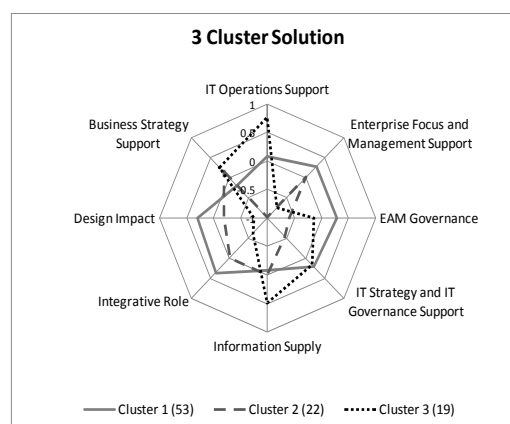 3 Cluster Solution
IT Operations Support
1
Business Strategy
Support
Enterprise Focus and
Management Support
0
-0.5
Design Impact
EAM Governance
Integrative Role
IT Strategy and IT
Governance Support
Information Supply
Cluster 1 (53)
Cluster 2 (22)
Cluster 3 (19)